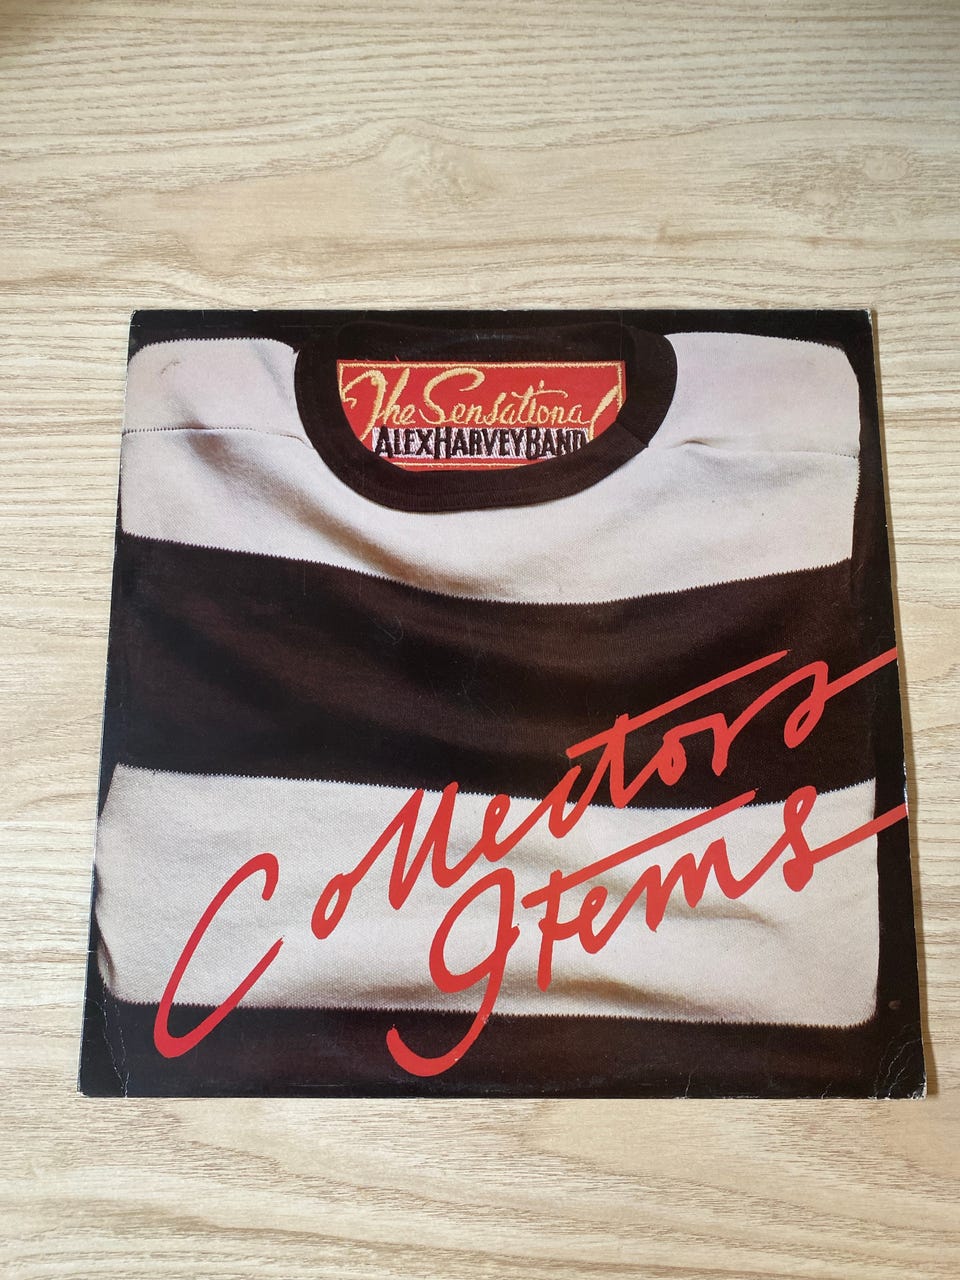 The Sensational
ALEX HARVEY BAND
Collectors
Items